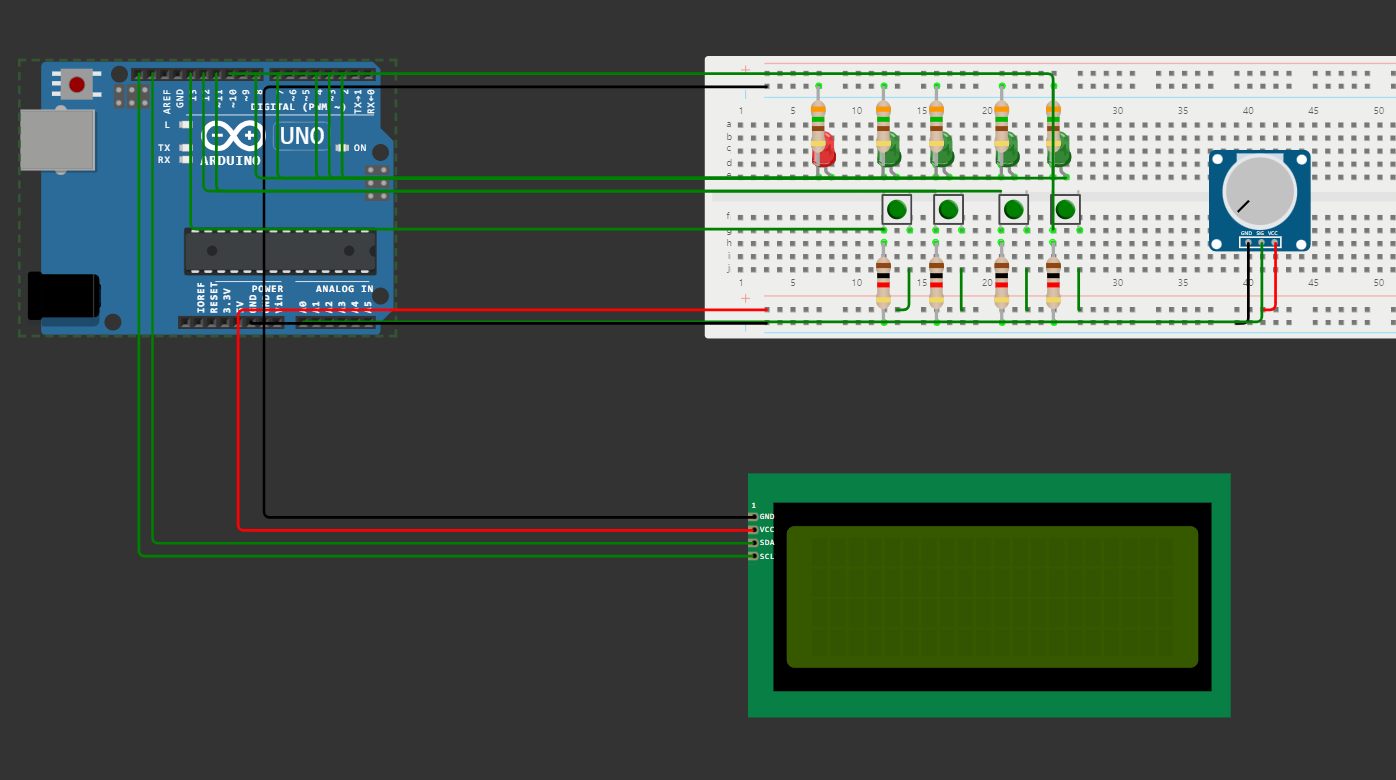 AREF
GND
13
12
~11
~10
~9
8
7
~6
~5
4
~3
2
TX→1
RX←0
DIGITAL (PWM ~)
L
TX
RX
UNO
ON
ARDUINO
IOREF
RESET
3.3V
5V
GND
GND
Vin
POWER
ANALOG IN
A0
A1
A2
A3
A4
A5
+ 
1 5 10 15 20 30 35 40 45 50
a
b
c
d
e
f
g
h
i
j
1 5 10 15 20 30 35 40 45 50
+
GND SIG VCC
1
GND
VCC
SDA
SCL